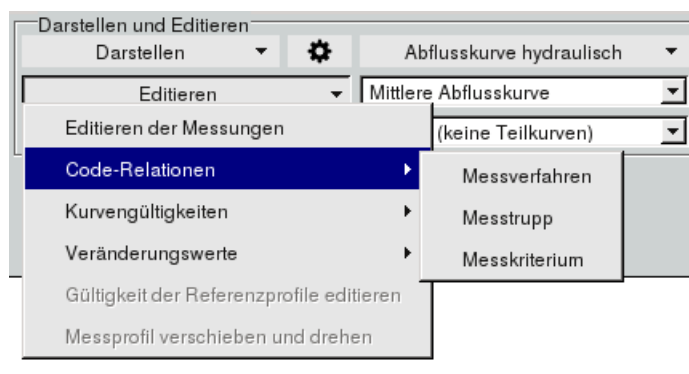 Darstellen und Editieren
Darstellen
Abflusskurve hydraulisch
Editieren
Mittlere Abflusskurve
Editieren der Messungen
(keine Teilkurven)
Code-Relationen
Messverfahren
Kurvengültigkeiten
Messtrupp
Veränderungswerte
Messkriterium
Gültigkeit der Referenzprofile editieren
Messprofil verschieben und drehen